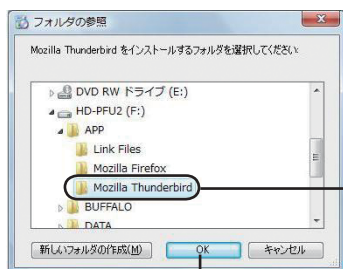 フォルダの参照
Mozilla Thunderbird をインストールするフォルダを選択してください:
DVD RW ドライブ (E:)
HD-PFU2 (F:)
APP
Link Files
Mozilla Firefox
Mozilla Thunderbird
BUFFALO
DATA
新しいフォルダの作成(M)
OK
キャンセル